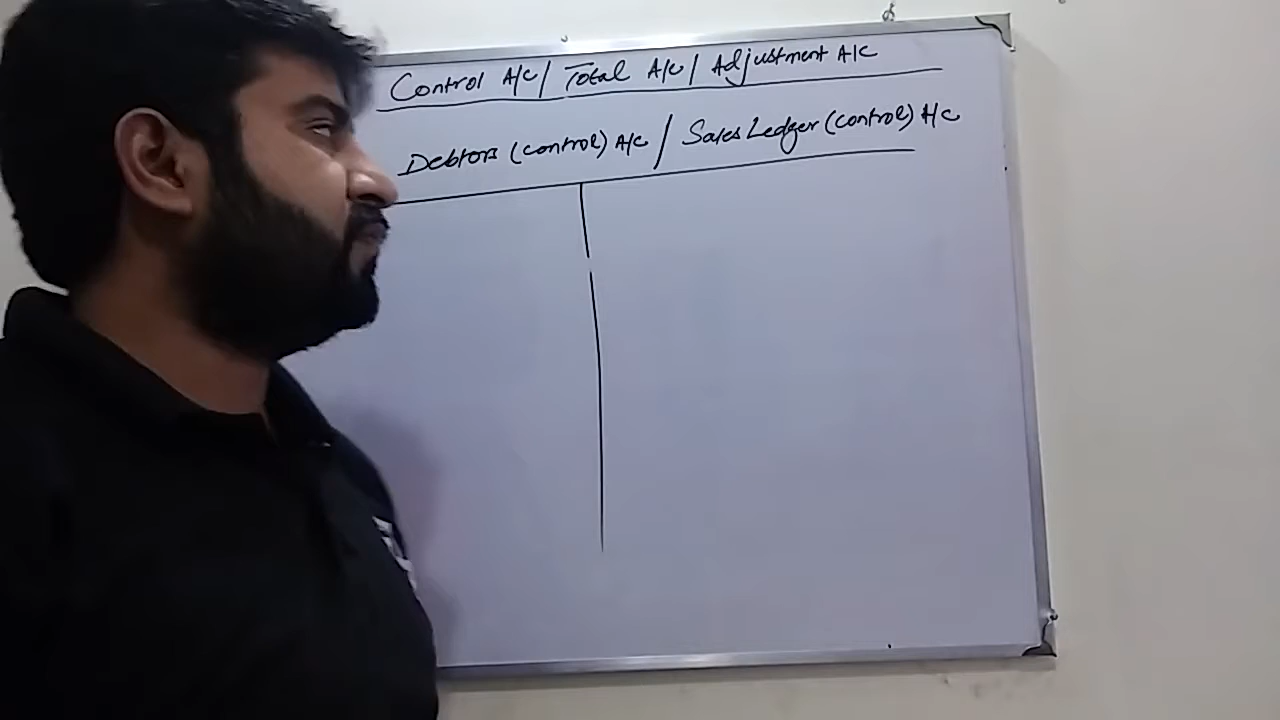 Control A/C / Total A/C / Adjustment A/C
Debtors (control) A/C / Sales Ledger (control) A/C